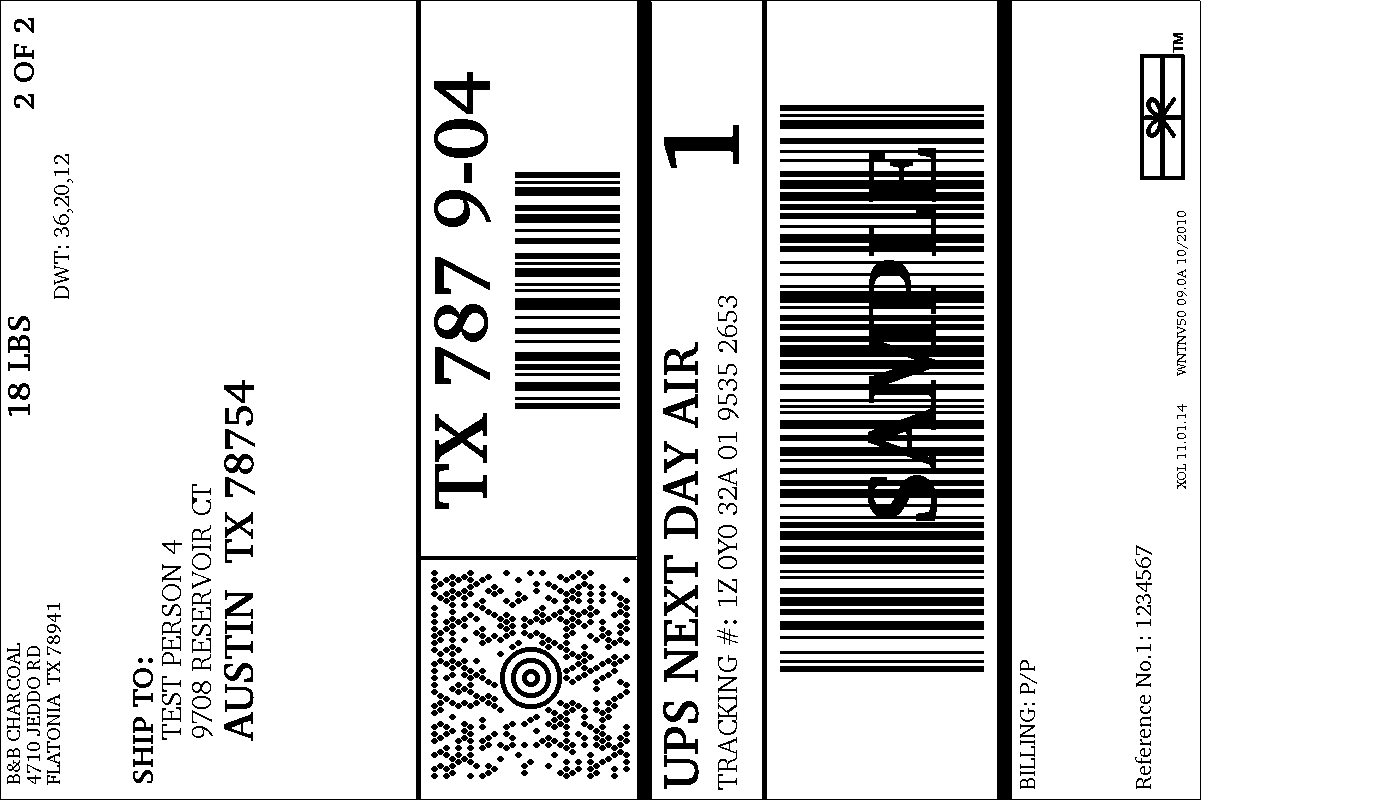 B&B CHARCOAL
4710 JEDDO RD
FLATONIA TX 78941
18 LBS
2 OF 2
DWT: 36,20,12
SHIP TO:
TEST PERSON 4
9708 RESERVOIR CT
AUSTIN TX 78754
TX 787 9-04
UPS NEXT DAY AIR
1
TRACKING #: 1Z 0Y0 32A 01 9535 2653
SAMPLE
BILLING: P/P
Reference No.1: 1234567
XOL 11.01.14 WNTNV50 09.0A 10/2010
TM